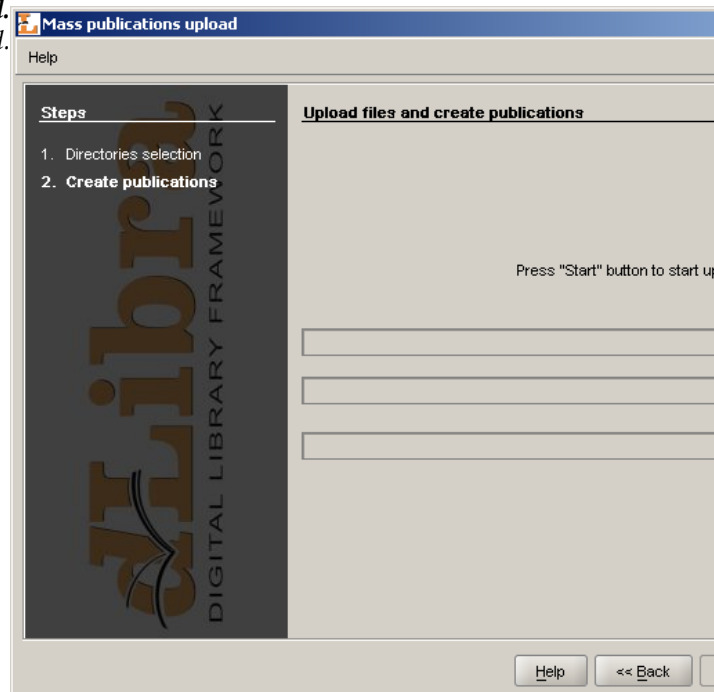 Mass publications upload
Help
Steps
1. Directories selection
2. Create publications
dLibra
DIGITAL LIBRARY FRAMEWORK
Upload files and create publications
Press "Start" button to start
Help
<< Back